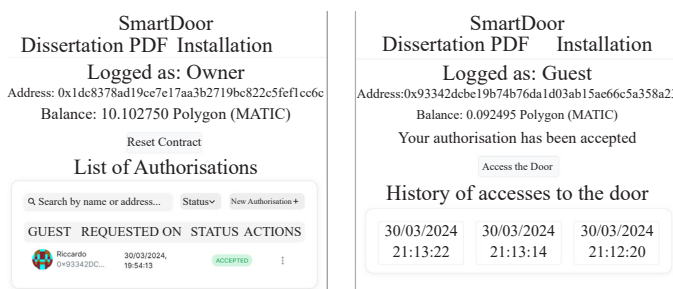 SmartDoor
Dissertation PDF Installation
Logged as: Owner
Address: 0x1dc8378ad19ce7e17aa3b2719bc822c5fef1cc6c
Balance: 10.102750 Polygon (MATIC)
Reset Contract
List of Authorisations
Search by name or address... Status New Authorisation +
GUEST REQUESTED ON STATUS ACTIONS
Riccardo 30/03/2024,
0x93342DC... 19:54:13 ACCEPTED
SmartDoor
Dissertation PDF Installation
Logged as: Guest
Address:0x93342dcbe19b74b76da1d03ab15ae66c5a358a2
Balance: 0.092495 Polygon (MATIC)
Your authorisation has been accepted
Access the Door
History of accesses to the door
30/03/2024 30/03/2024 30/03/2024
21:13:22 21:13:14 21:12:20